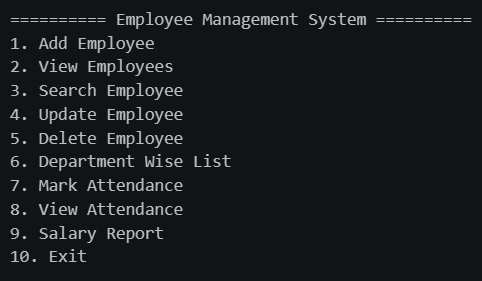 ========== Employee Management System ==========
1. Add Employee
2. View Employees
3. Search Employee
4. Update Employee
5. Delete Employee
6. Department Wise List
7. Mark Attendance
8. View Attendance
9. Salary Report
10. Exit